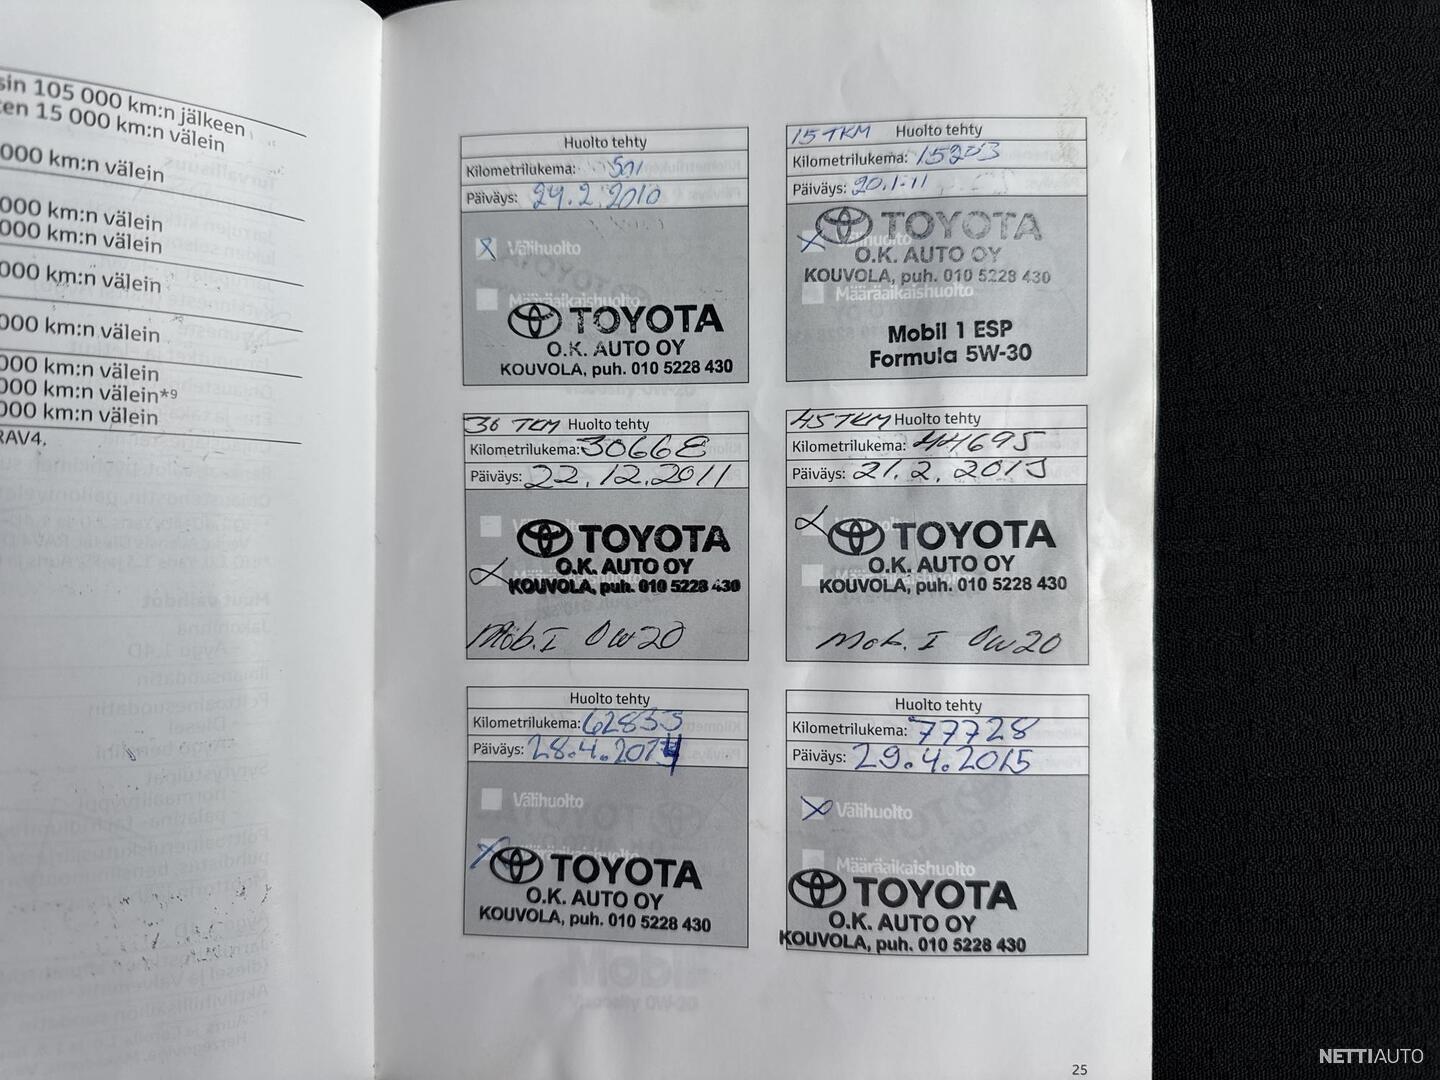 sin 105 000 km:n jälkeen
ten 15 000 km:n välein
000 km:n välein
000 km:n välein
000 km:n välein
000 km:n välein
000 km:n välein
000 km:n välein
000 km:n välein*⁹
000 km:n välein
RAV4.
Huolto tehty
Kilometrilukema:
Päiväys: 24.2.2010
Välihuolto
Määräaikaishuolto
TOYOTA
O.K. AUTO OY
KOUVOLA, puh. 010 5228 430
15 TKM Huolto tehty
Kilometrilukema: 15203
Päiväys: 20.1.11
TOYOTA
O.K. AUTO OY
KOUVOLA, puh. 010 5228 430
Määräaikaishuolto
Mobil 1 ESP
Formula 5W-30
30 TKM Huolto tehty
Kilometrilukema: 30668
Päiväys: 22.12.2011
TOYOTA
O.K. AUTO OY
KOUVOLA, puh. 010 5228 430
Mob. I 0W20
45 TKM Huolto tehty
Kilometrilukema: 44695
Päiväys: 21.2.2013
TOYOTA
O.K. AUTO OY
KOUVOLA, puh. 010 5228 430
Mob. I 0W20
Huolto tehty
Kilometrilukema: 62853
Päiväys: 28.4.2014
Välihuolto
TOYOTA
O.K. AUTO OY
KOUVOLA, puh. 010 5228 430
Huolto tehty
Kilometrilukema: 77728
Päiväys: 29.4.2015
Välihuolto
Määräaikaishuolto
TOYOTA
O.K. AUTO OY
KOUVOLA, puh. 010 5228 430
25
NETTIAUTO